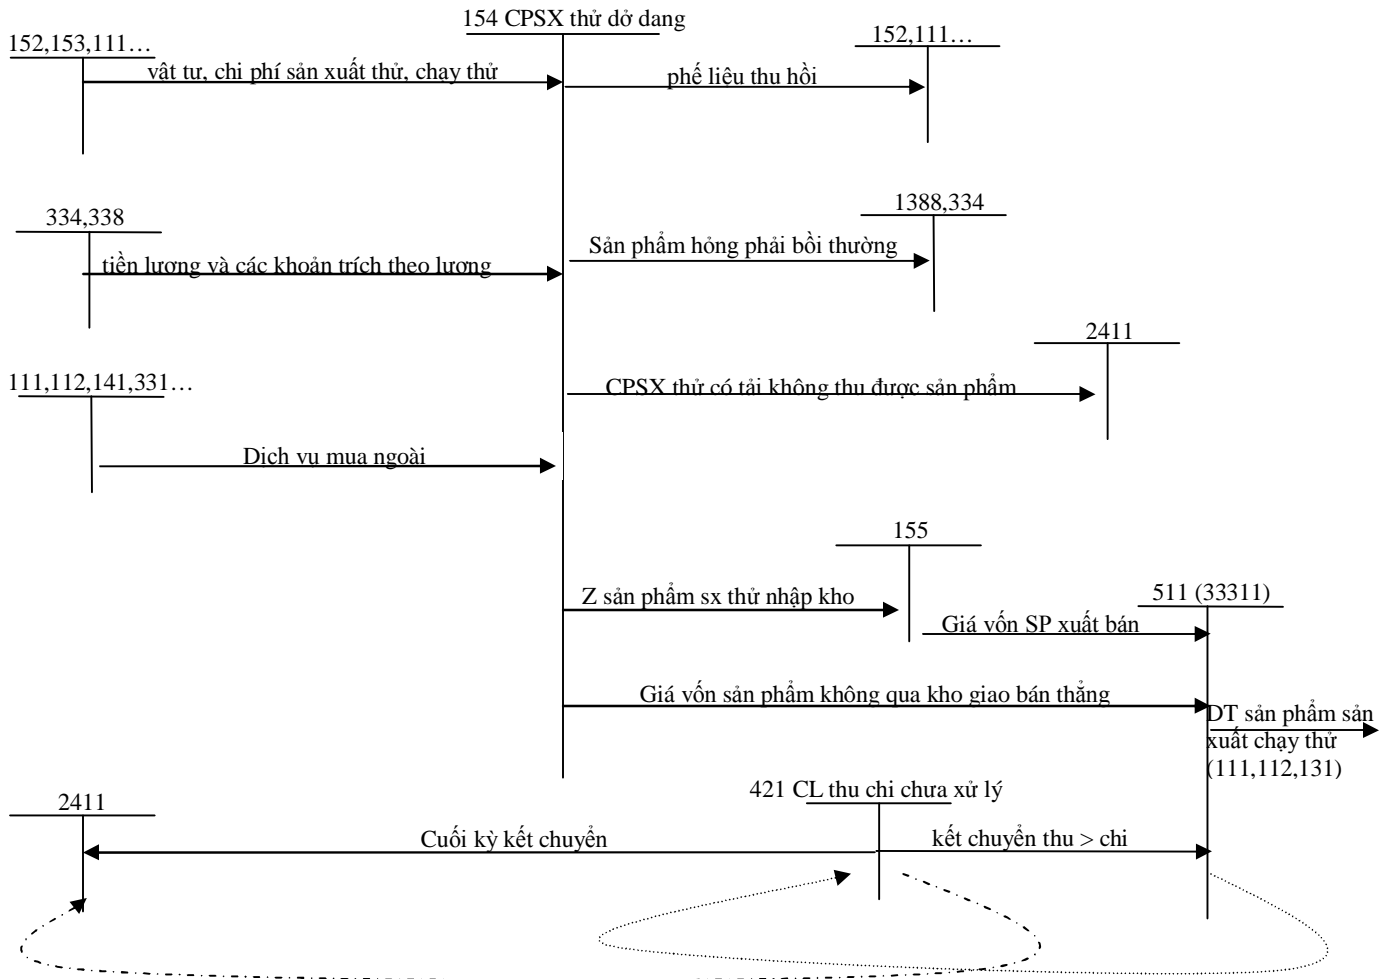 154 CPSX thử dở dang
152,153,111…
152,111…
vật tư, chi phí sản xuất thử, chạy thử
phế liệu thu hồi
334,338
1388,334
tiền lương và các khoản trích theo lương
Sản phẩm hỏng phải bồi thường
2411
111,112,141,331…
CPSX thử có tải không thu được sản phẩm
Dịch vụ mua ngoài
155
Z sản phẩm sx thử nhập kho
511 (33311)
Giá vốn SP xuất bán
Giá vốn sản phẩm không qua kho giao bán thẳng
DT sản phẩm sản
xuất chạy thử
(111,112,131)
2411
421 CL thu chi chưa xử lý
Cuối kỳ kết chuyển
kết chuyển thu > chi